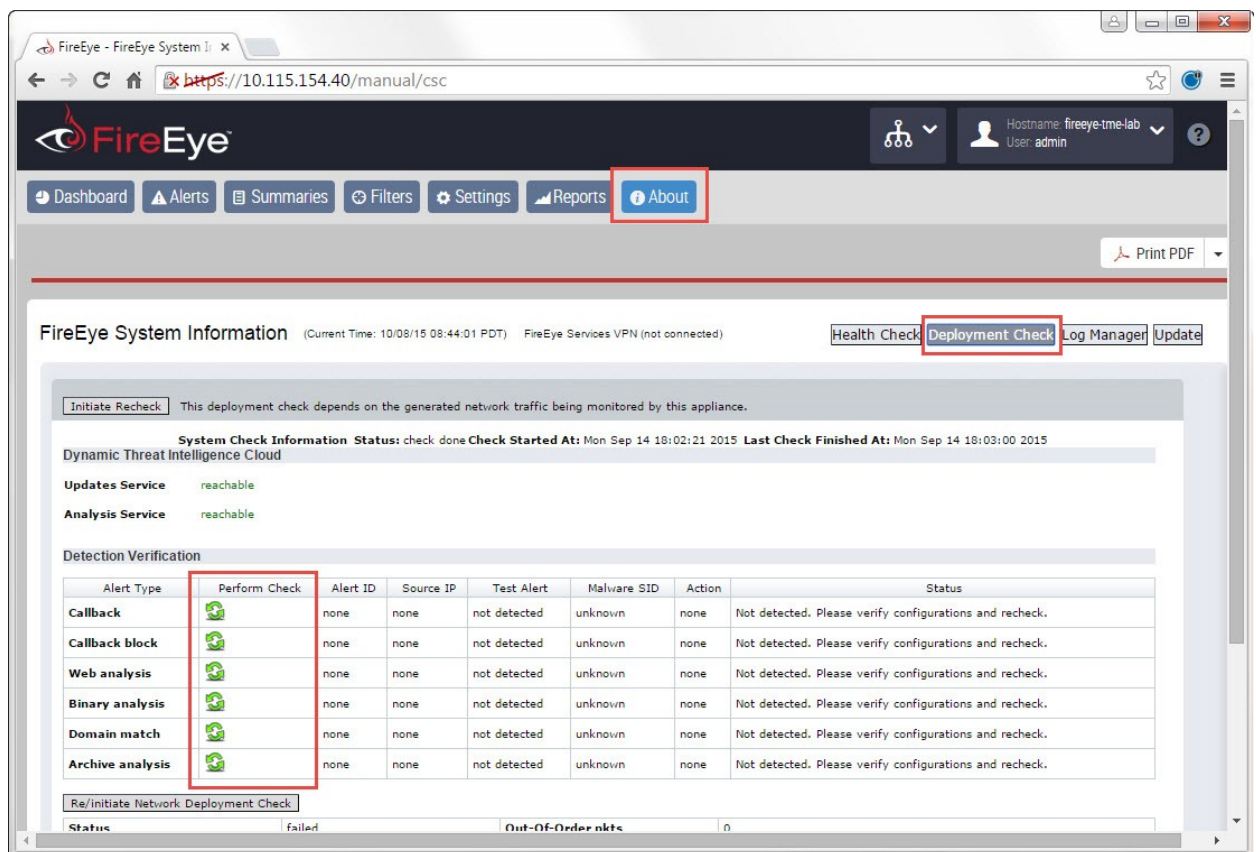 FireEye - FireEye System I
https://10.115.154.40/manual/csc
FireEye
Hostname: fireeye-tme-lab
User: admin
Dashboard Alerts Summaries Filters Settings Reports About
Print PDF
FireEye System Information (Current Time: 10/08/15 08:44:01 PDT) FireEye Services VPN (not connected) Health Check Deployment Check Log Manager Update
Initiate Recheck This deployment check depends on the generated network traffic being monitored by this appliance.
System Check Information Status: check done Check Started At: Mon Sep 14 18:02:21 2015 Last Check Finished At: Mon Sep 14 18:03:00 2015
Dynamic Threat Intelligence Cloud
Updates Service reachable
Analysis Service reachable
Detection Verification
Alert Type Perform Check Alert ID Source IP Test Alert Malware SID Action Status
Callback none none not detected unknown none Not detected. Please verify configurations and recheck.
Callback block none none not detected unknown none Not detected. Please verify configurations and recheck.
Web analysis none none not detected unknown none Not detected. Please verify configurations and recheck.
Binary analysis none none not detected unknown none Not detected. Please verify configurations and recheck.
Domain match none none not detected unknown none Not detected. Please verify configurations and recheck.
Archive analysis none none not detected unknown none Not detected. Please verify configurations and recheck.
Re/initiate Network Deployment Check
Status failed Out-Of-Order pkts 0